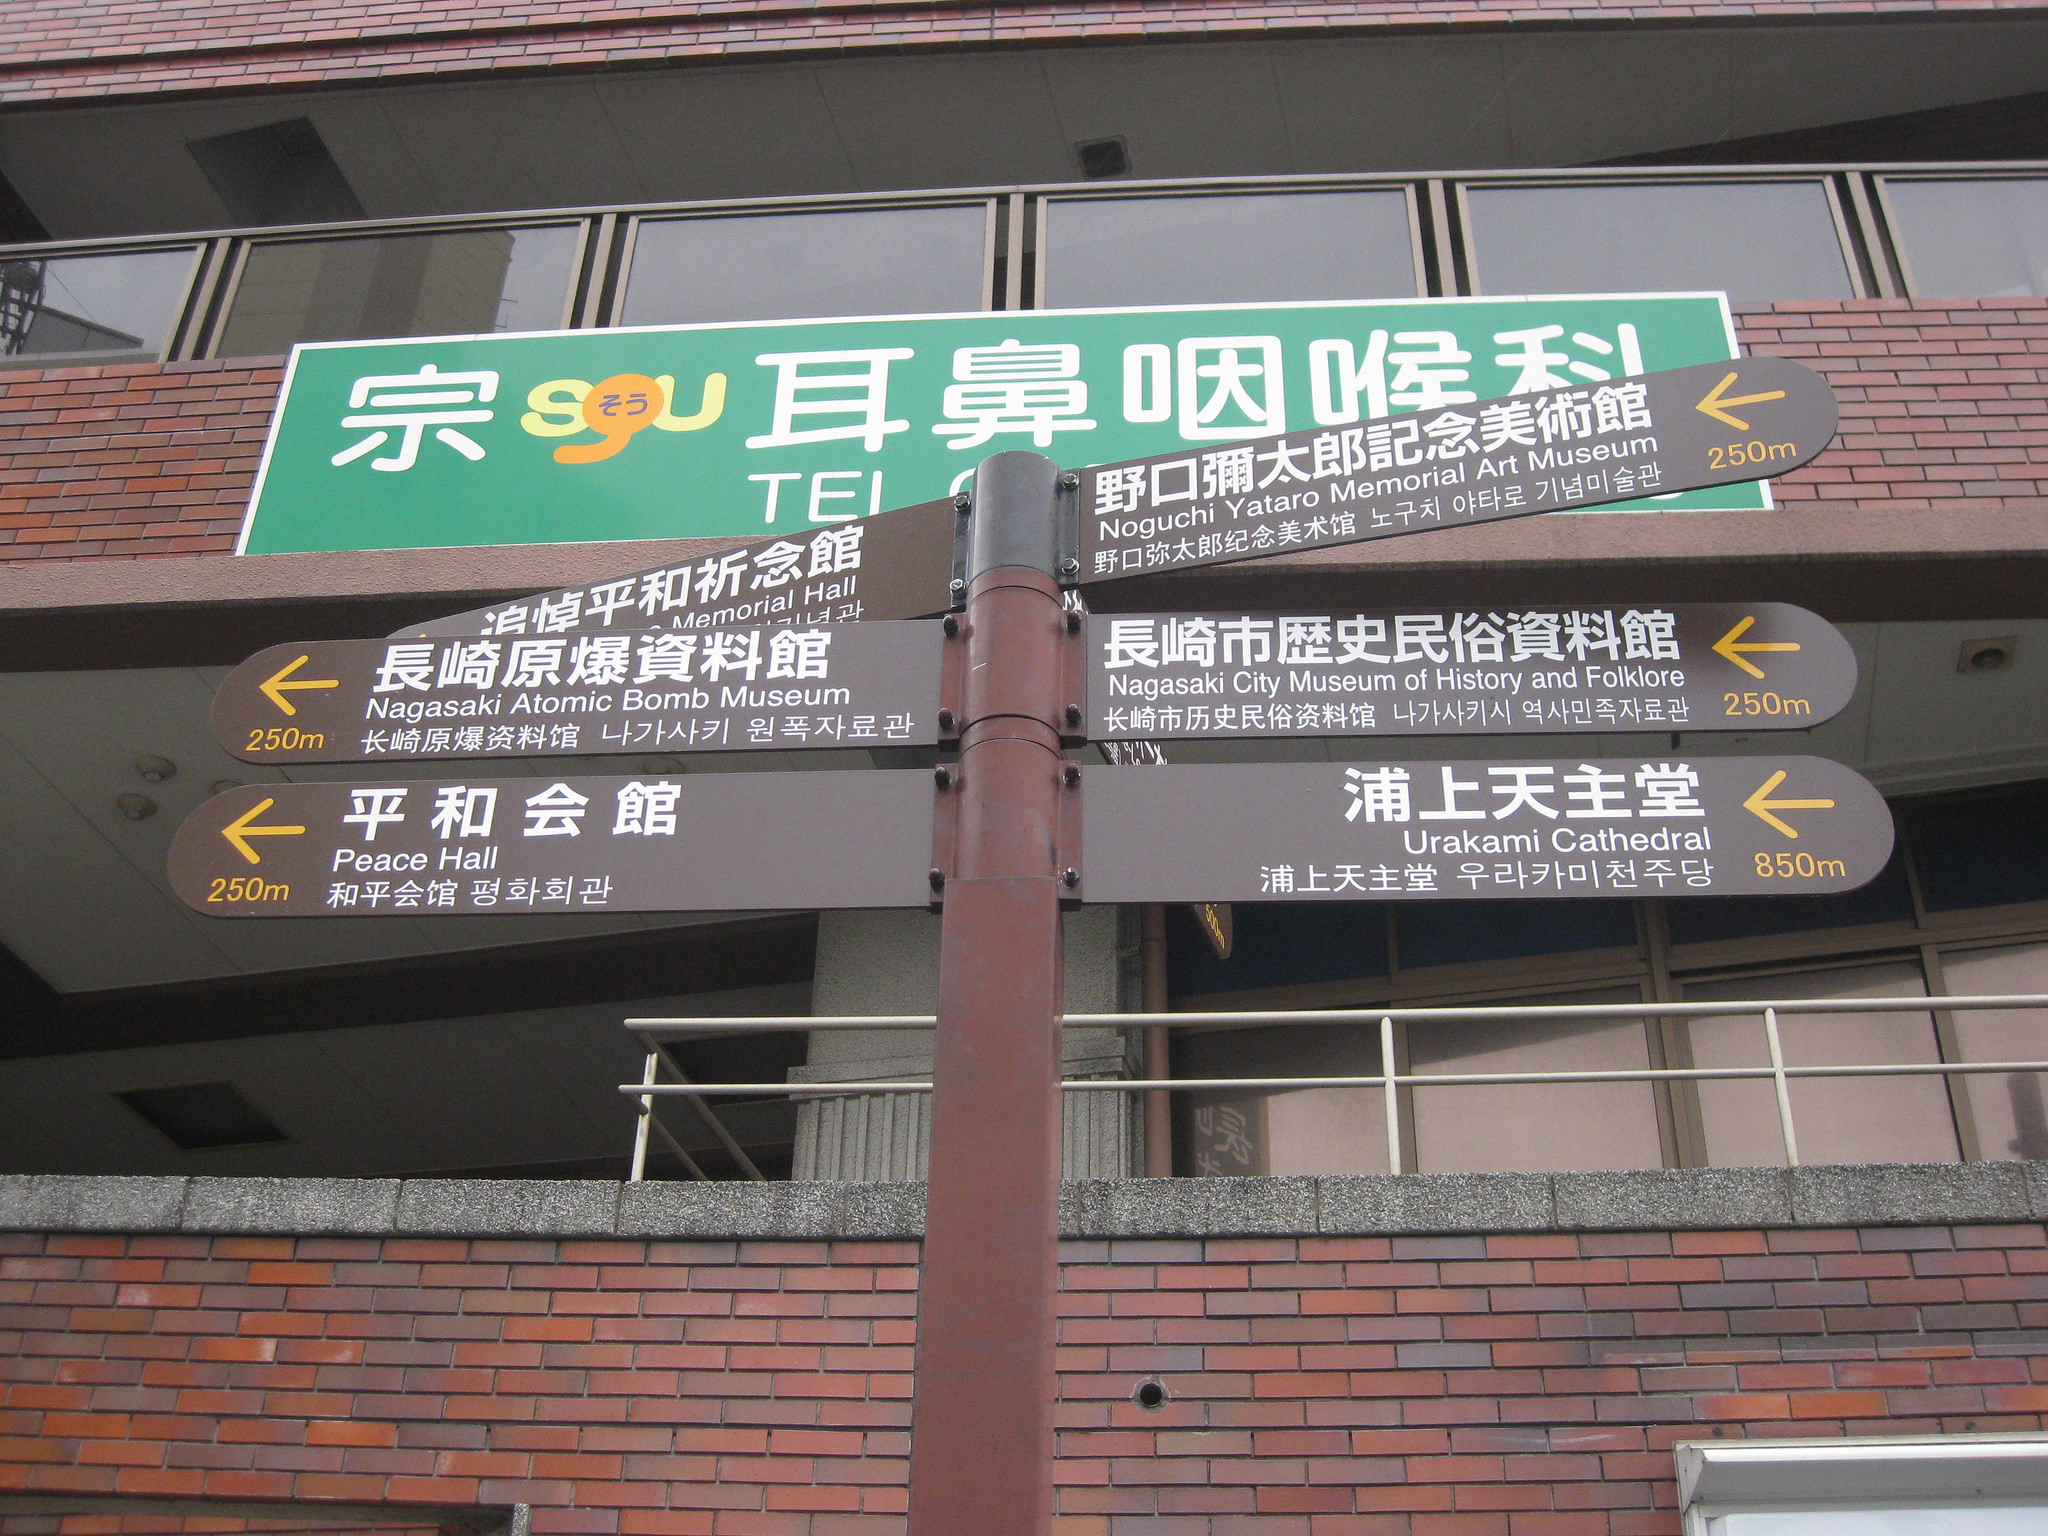 宗 sou 耳鼻咽喉科
そう
TEL
野口彌太郎記念美術館
Noguchi Yataro Memorial Art Museum
野口弥太郎纪念美术馆 노구치 야타로 기념미술관
250m
追悼平和祈念館
Memorial Hall
長崎原爆資料館
Nagasaki Atomic Bomb Museum
长崎原爆资料馆 나가사키 원폭자료관
250m
長崎市歴史民俗資料館
Nagasaki City Museum of History and Folklore
长崎市历史民俗资料馆 나가사키시 역사민족자료관
250m
平和会館
Peace Hall
和平会馆 평화회관
250m
浦上天主堂
Urakami Cathedral
浦上天主堂 우라카미천주당
850m
500m